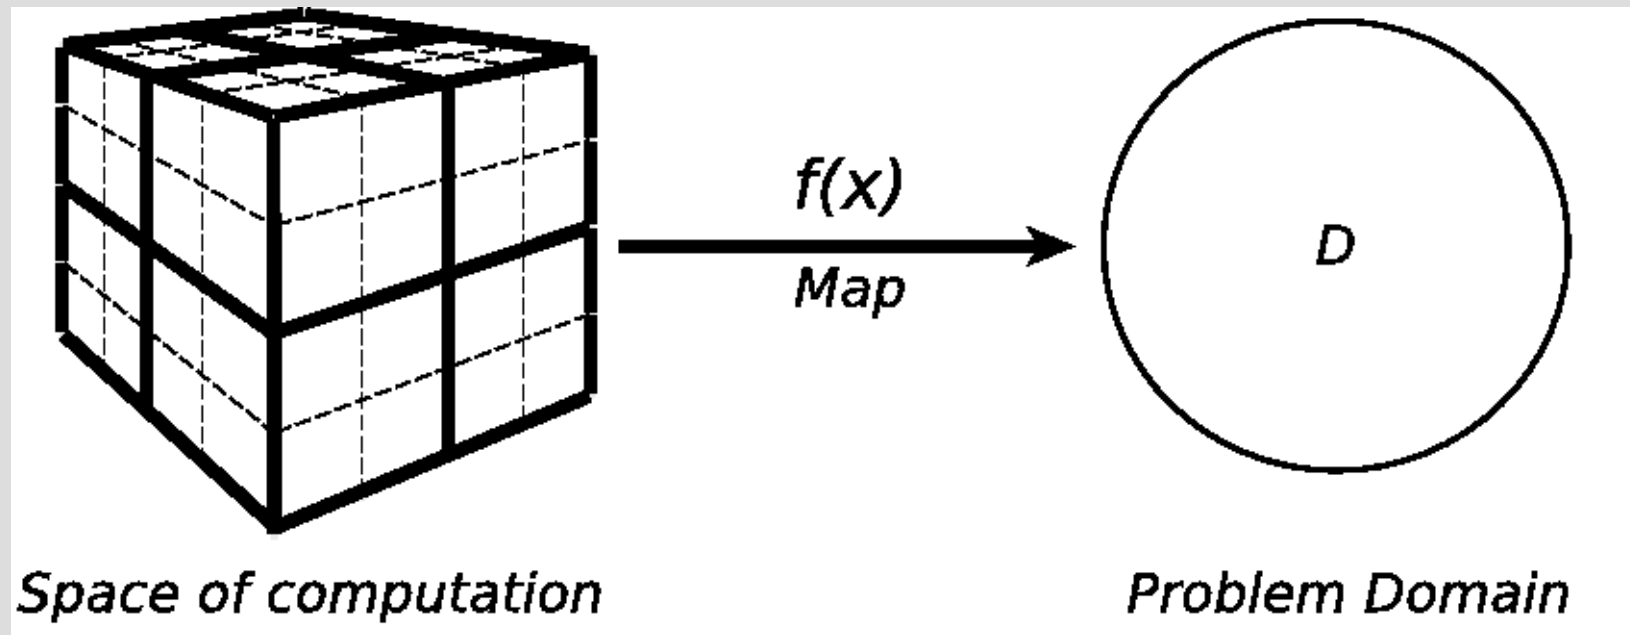 f(x)
Map
D
Space of computation
Problem Domain